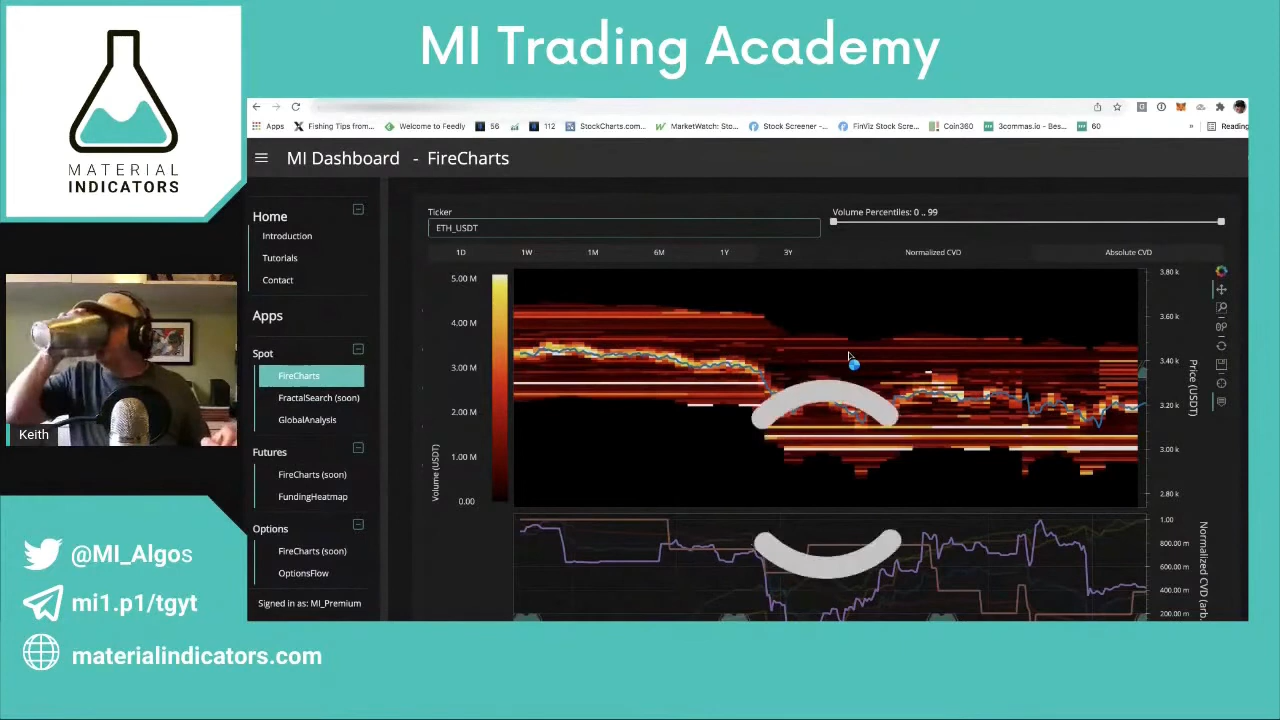 MI Trading Academy
MATERIAL
INDICATORS
Apps
Fishing Tips from...
Welcome to Feedly
56
112
StockCharts.com...
MarketWatch: Sto...
Stock Screener -...
FinViz Stock Scre...
Coin360
3commas.io - Bes...
60
»
Reading
MI Dashboard - FireCharts
Home
Introduction
Tutorials
Contact
Apps
Spot
FireCharts
FractalSearch (soon)
GlobalAnalysis
Futures
FireCharts (soon)
FundingHeatmap
Options
FireCharts (soon)
OptionsFlow
Signed in as: MI_Premium
Ticker
ETH_USDT
Volume Percentiles: 0 .. 99
1D
1W
1M
6M
1Y
3Y
Normalized CVD
Absolute CVD
5.00 M
4.00 M
3.00 M
2.00 M
1.00 M
0.00
Volume (USDT)
3.80 k
3.60 k
3.40 k
3.20 k
3.00 k
2.80 k
Price (USDT)
1.00
800.00 m
600.00 m
400.00 m
200.00 m
Normalized CVD (arb.
Keith
@MI_Algos
mi1.p1/tgyt
materialindicators.com